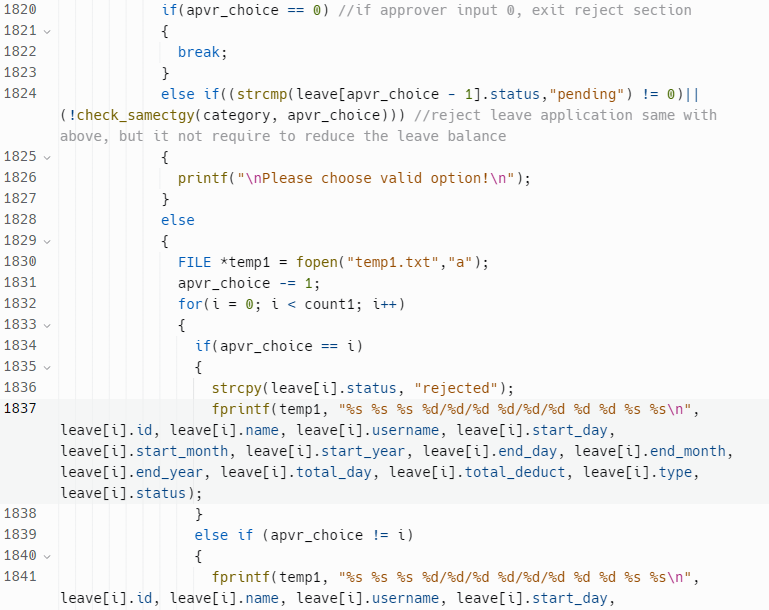 1820 if(apvr_choice == 0) //if approver input 0, exit reject section
1821 {
1822 break;
1823 }
1824 else if((strcmp(leave[apvr_choice - 1].status,"pending") != 0)||
(!check_samectgy(category, apvr_choice))) //reject leave application same with
above, but it not require to reduce the leave balance
1825 {
1826 printf("\nPlease choose valid option!\n");
1827 }
1828 else
1829 {
1830 FILE *temp1 = fopen("temp1.txt","a");
1831 apvr_choice -= 1;
1832 for(i = 0; i < count1; i++)
1833 {
1834 if(apvr_choice == i)
1835 {
1836 strcpy(leave[i].status, "rejected");
1837 fprintf(temp1, "%s %s %s %d/%d/%d %d/%d/%d %d %d %s %s\n",
leave[i].id, leave[i].name, leave[i].username, leave[i].start_day,
leave[i].start_month, leave[i].start_year, leave[i].end_day, leave[i].end_month,
leave[i].end_year, leave[i].total_day, leave[i].total_deduct, leave[i].type,
leave[i].status);
1838 }
1839 else if (apvr_choice != i)
1840 {
1841 fprintf(temp1, "%s %s %s %d/%d/%d %d/%d/%d %d %d %s %s\n",
leave[i].id, leave[i].name, leave[i].username, leave[i].start_day,